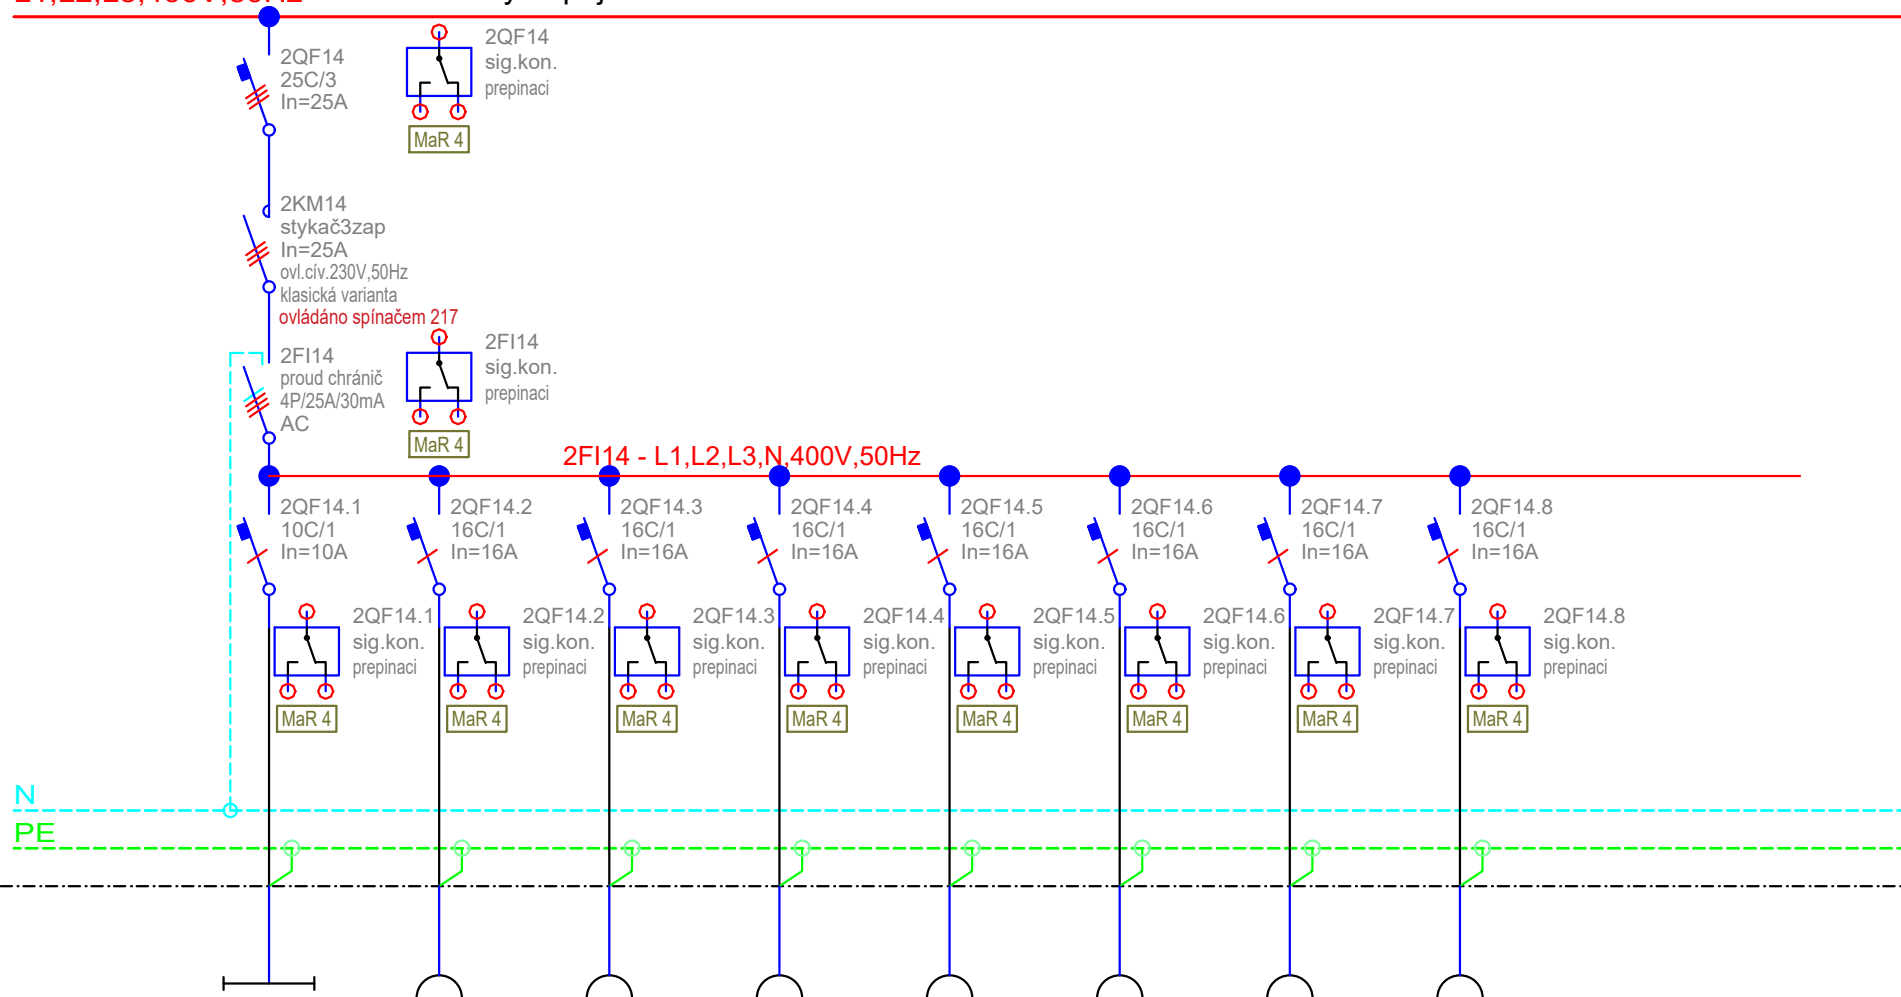 2QF14
25C/3
In=25A
2QF14
sig.kon.
prepinaci
MaR 4
2KM14
stykač3zap
In=25A
ovl.cív.230V,50Hz
klasická varianta
ovládáno spínačem 217
2FI14
proud chránič
4P/25A/30mA
AC
2FI14
sig.kon.
prepinaci
MaR 4
2FI14 - L1,L2,L3,N,400V,50Hz
2QF14.1
10C/1
In=10A
2QF14.2
16C/1
In=16A
2QF14.3
16C/1
In=16A
2QF14.4
16C/1
In=16A
2QF14.5
16C/1
In=16A
2QF14.6
16C/1
In=16A
2QF14.7
16C/1
In=16A
2QF14.8
16C/1
In=16A
2QF14.1
sig.kon.
prepinaci
MaR 4
2QF14.2
sig.kon.
prepinaci
MaR 4
2QF14.3
sig.kon.
prepinaci
MaR 4
2QF14.4
sig.kon.
prepinaci
MaR 4
2QF14.5
sig.kon.
prepinaci
MaR 4
2QF14.6
sig.kon.
prepinaci
MaR 4
2QF14.7
sig.kon.
prepinaci
MaR 4
2QF14.8
sig.kon.
prepinaci
MaR 4
N
PE